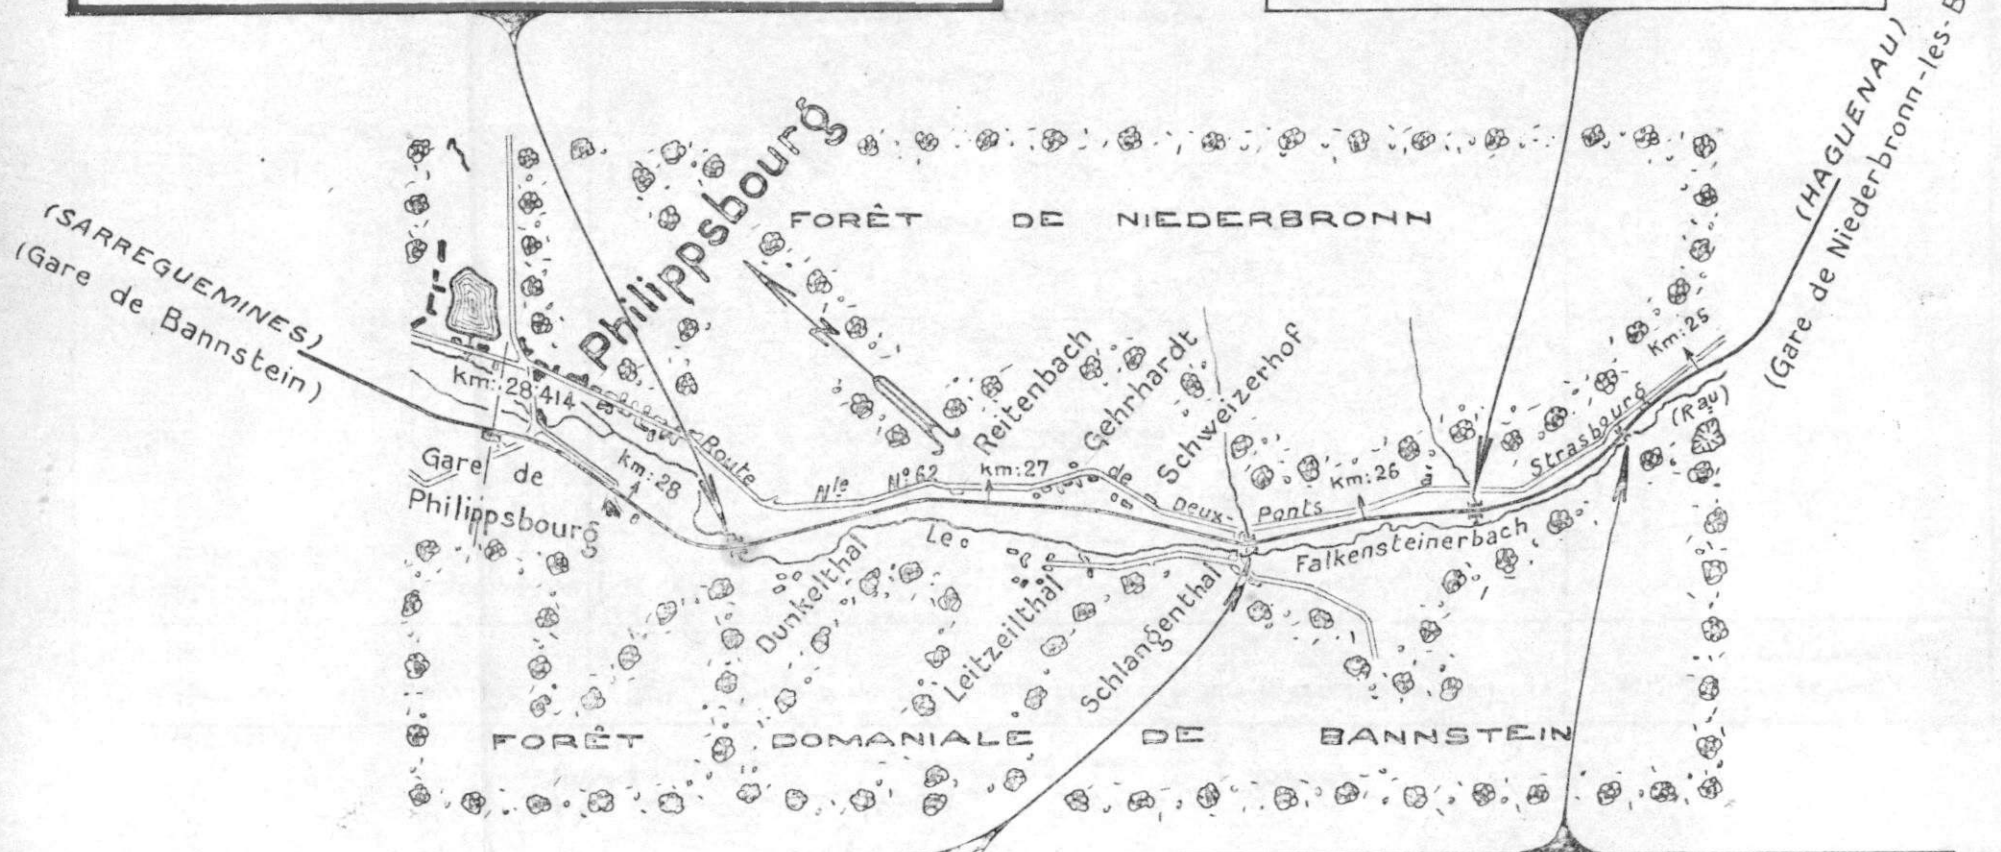 (HAGUENAU)
(Gare de Niederbronn-les-B
Philippsbourg
FORÊT DE NIEDERBRONN
(SARREGUEMINES)
(Gare de Bannstein)
Km: 28 414
Gare de
Philippsbourg
km: 28
Route Nle N° 62 de Deux-Ponts Strasbourg
Reitenbach
Gehrhardt
Schweizerhof
km: 27
Km: 26
Km: 25
(Rau)
Le Falkensteinerbach
Dunkelthal
Leitzeilthal
Schlangenthal
FORÊT DOMANIALE DE BANNSTEIN